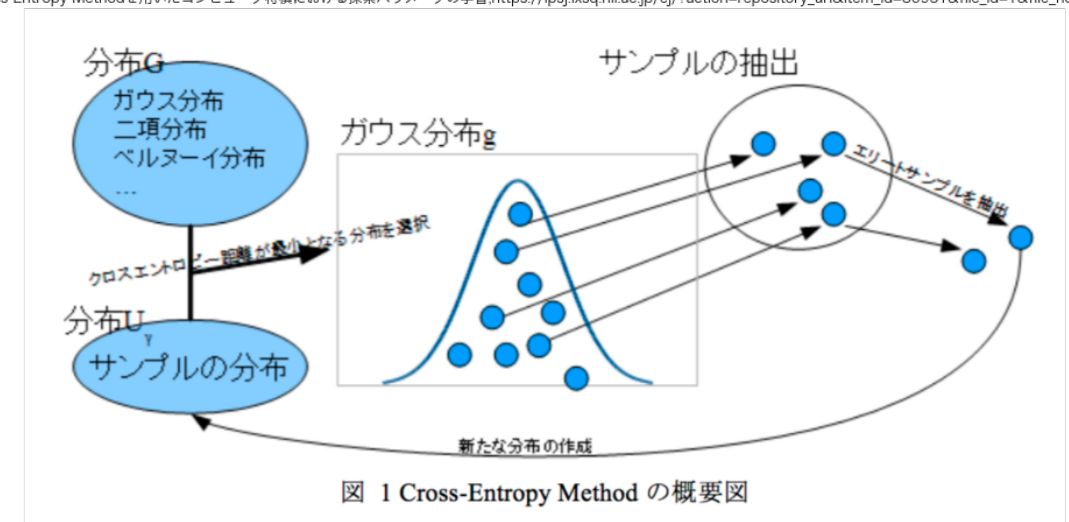 分布G
ガウス分布
二項分布
ベルヌーイ分布
...
サンプルの抽出
ガウス分布g
エリートサンプルを抽出
クロスエントロピー距離が最小となる分布を選択
分布Uγ
サンプルの分布
新たな分布の作成
図 1 Cross-Entropy Method の概要図